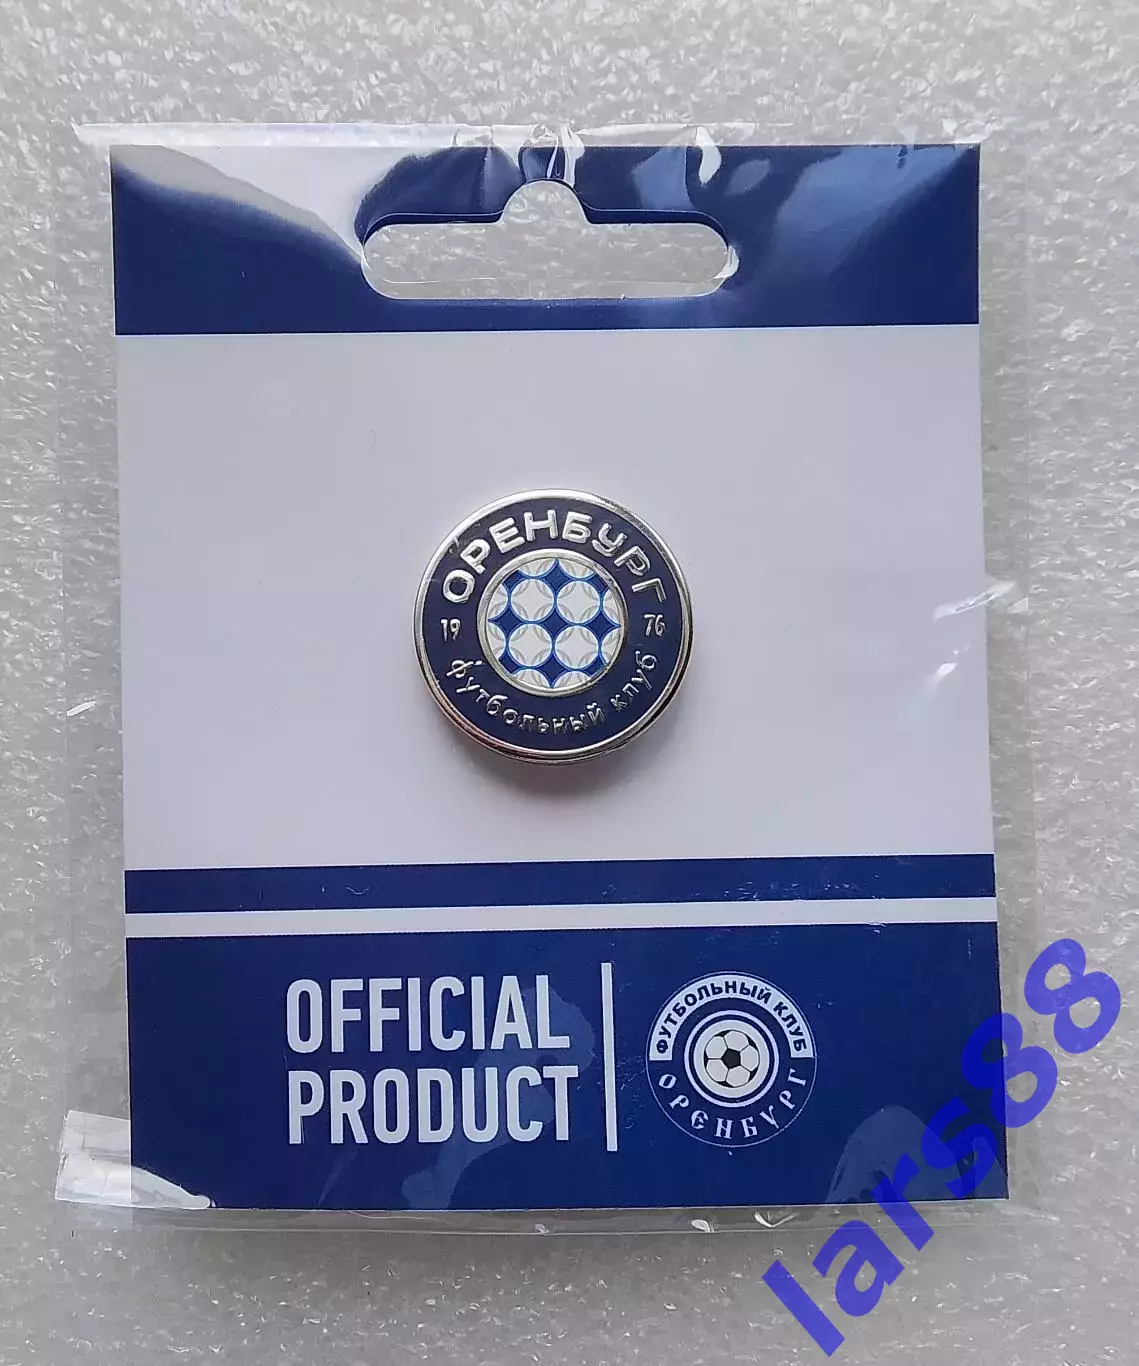 ОРЕНБУРГ
19 76
футбольный клуб
OFFICIAL
PRODUCT
ФУТБОЛЬНЫЙ КЛУБ
ОРЕНБУРГ
lars88